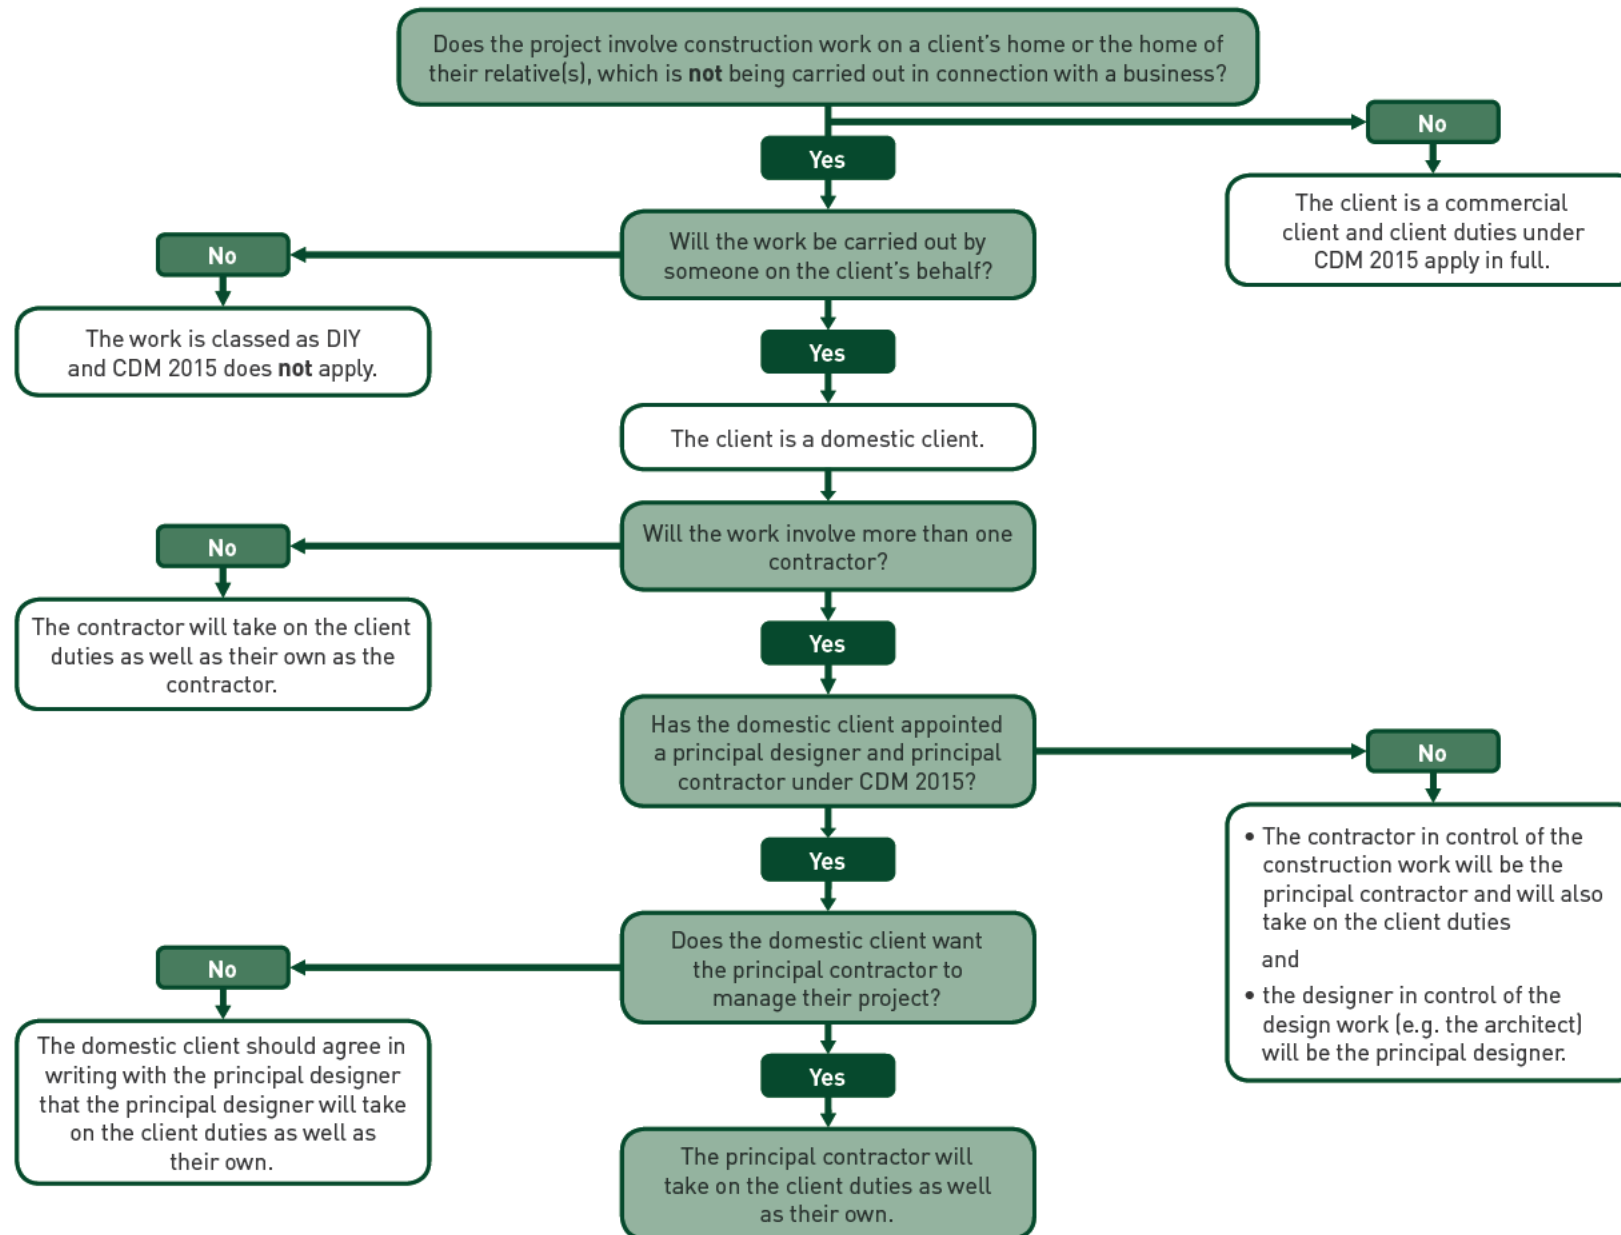 Does the project involve construction work on a client’s home or the home of
their relative(s), which is not being carried out in connection with a business?
No
The client is a commercial
client and client duties under
CDM 2015 apply in full.
Yes
Will the work be carried out by
someone on the client’s behalf?
No
The work is classed as DIY
and CDM 2015 does not apply.
Yes
The client is a domestic client.
Will the work involve more than one
contractor?
No
The contractor will take on the client
duties as well as their own as the
contractor.
Yes
Has the domestic client appointed
a principal designer and principal
contractor under CDM 2015?
No
• The contractor in control of the
construction work will be the
principal contractor and will also
take on the client duties
and
• the designer in control of the
design work (e.g. the architect)
will be the principal designer.
Yes
Does the domestic client want
the principal contractor to
manage their project?
No
The domestic client should agree in
writing with the principal designer
that the principal designer will take
on the client duties as well as
their own.
Yes
The principal contractor will
take on the client duties as well
as their own.